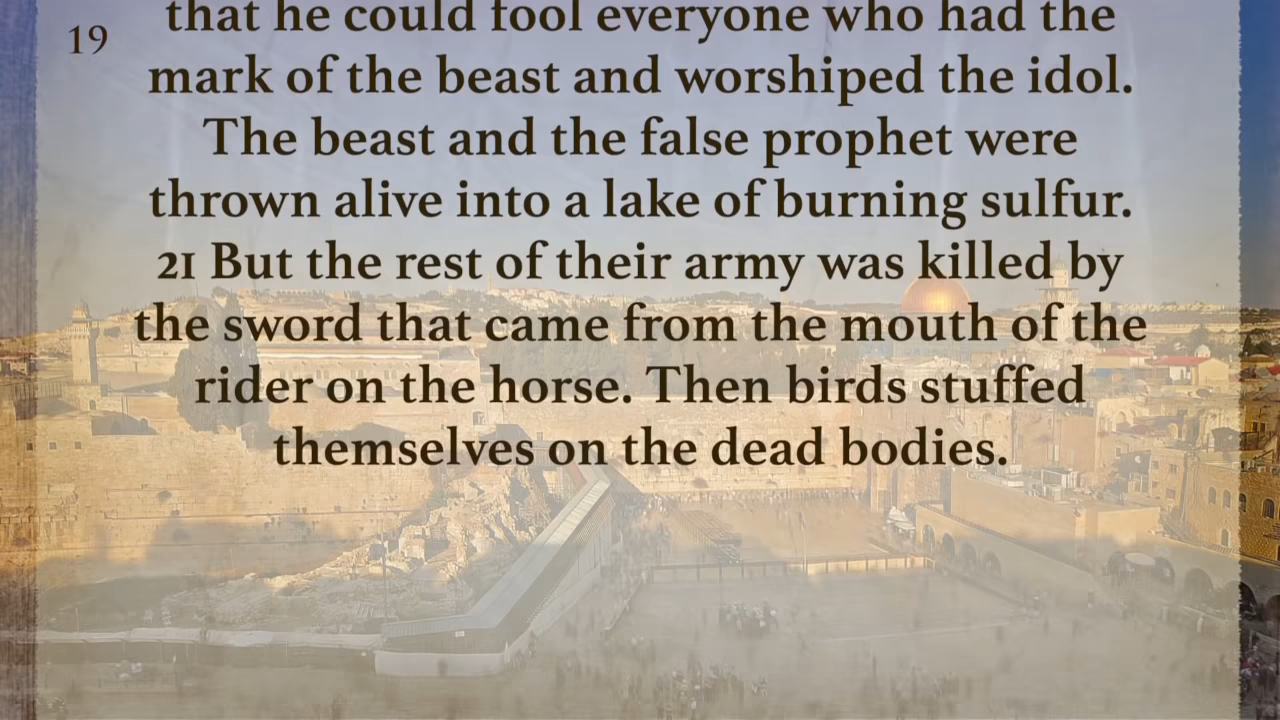 that he could fool everyone who had the
19
mark of the beast and worshiped the idol.
The beast and the false prophet were
thrown alive into a lake of burning sulfur.
21 But the rest of their army was killed by
the sword that came from the mouth of the
rider on the horse. Then birds stuffed
themselves on the dead bodies.